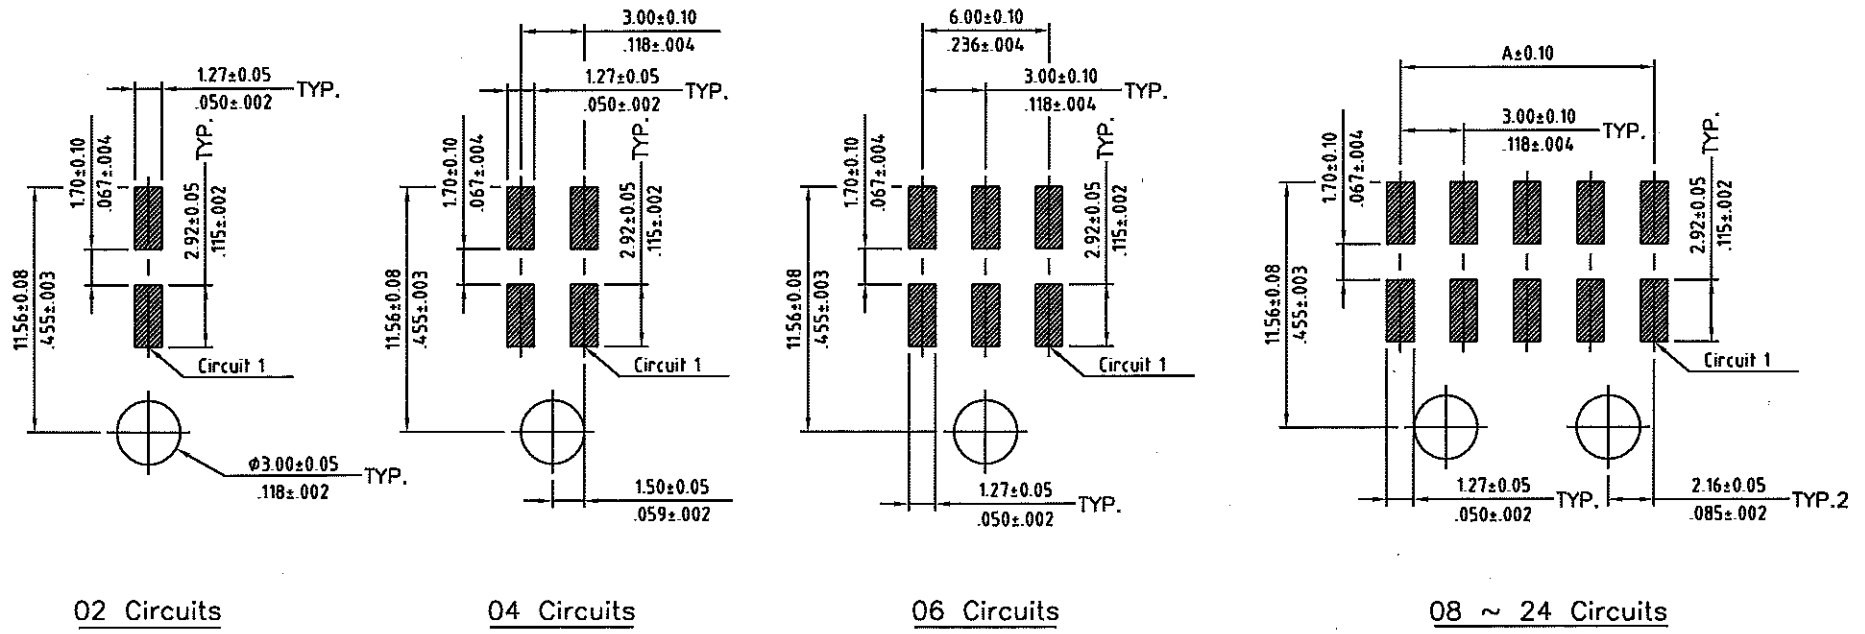 1.27±0.05
.050±.002
TYP.
1.70±0.10
.067±.004
TYP.
2.92±0.05
.115±.002
11.56±0.08
.455±.003
Circuit 1
ø3.00±0.05
.118±.002
TYP.
02 Circuits
3.00±0.10
.118±.004
1.27±0.05
.050±.002
TYP.
1.70±0.10
.067±.004
TYP.
2.92±0.05
.115±.002
11.56±0.08
.455±.003
Circuit 1
1.50±0.05
.059±.002
04 Circuits
6.00±0.10
.236±.004
3.00±0.10
.118±.004
TYP.
1.70±0.10
.067±.004
TYP.
2.92±0.05
.115±.002
11.56±0.08
.455±.003
Circuit 1
1.27±0.05
.050±.002
TYP.
06 Circuits
A±0.10
3.00±0.10
.118±.004
TYP.
1.70±0.10
.067±.004
TYP.
2.92±0.05
.115±.002
11.56±0.08
.455±.003
Circuit 1
1.27±0.05
.050±.002
TYP.
2.16±0.05
.085±.002
TYP.2
08 ~ 24 Circuits